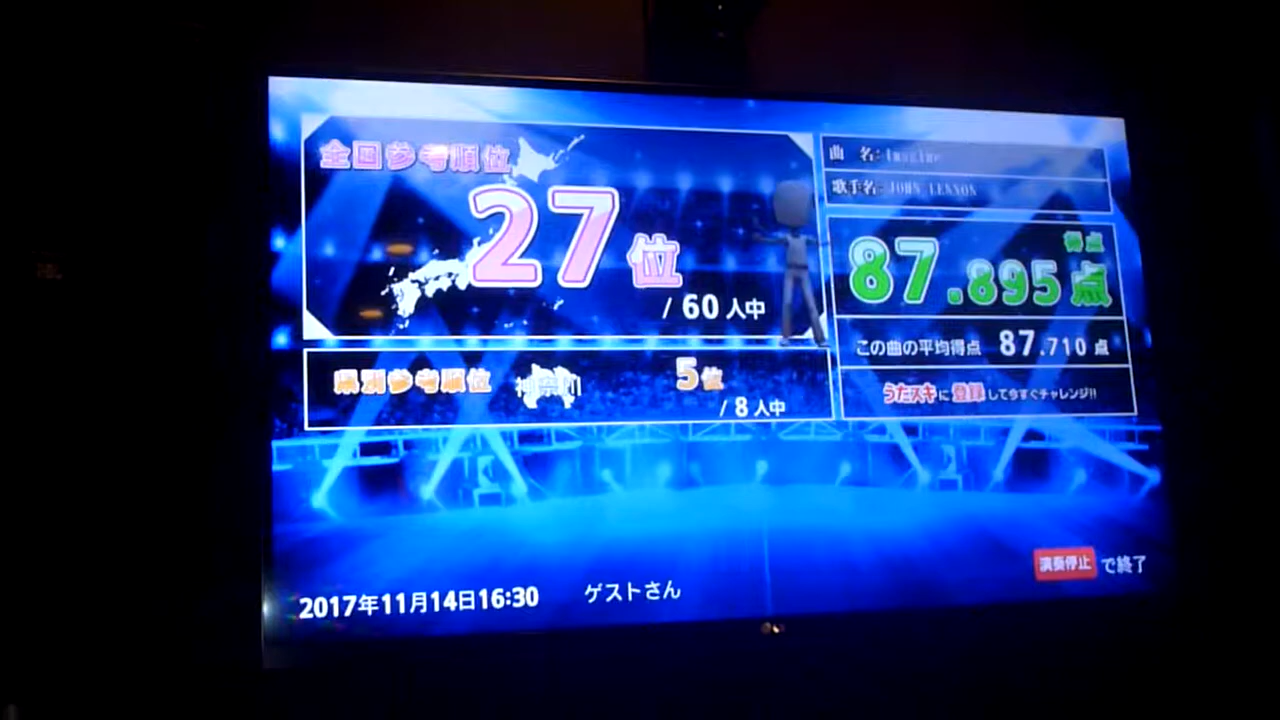 全国参考順位
27位
/ 60人中
県別参考順位 神奈川 5位
/ 8人中
曲　名: Imagine
歌手名: JOHN LENNON
得点
87.895点
この曲の平均得点 87.710点
うたスキに登録して今すぐチャレンジ!!
演奏停止で終了
2017年11月14日16:30 ゲストさん